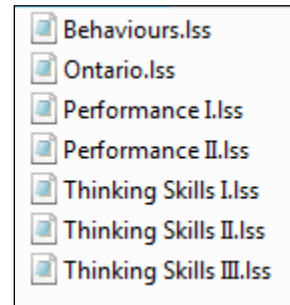 Behaviours.lss
Ontario.lss
Performance I.lss
Performance II.lss
Thinking Skills I.lss
Thinking Skills II.lss
Thinking Skills III.lss